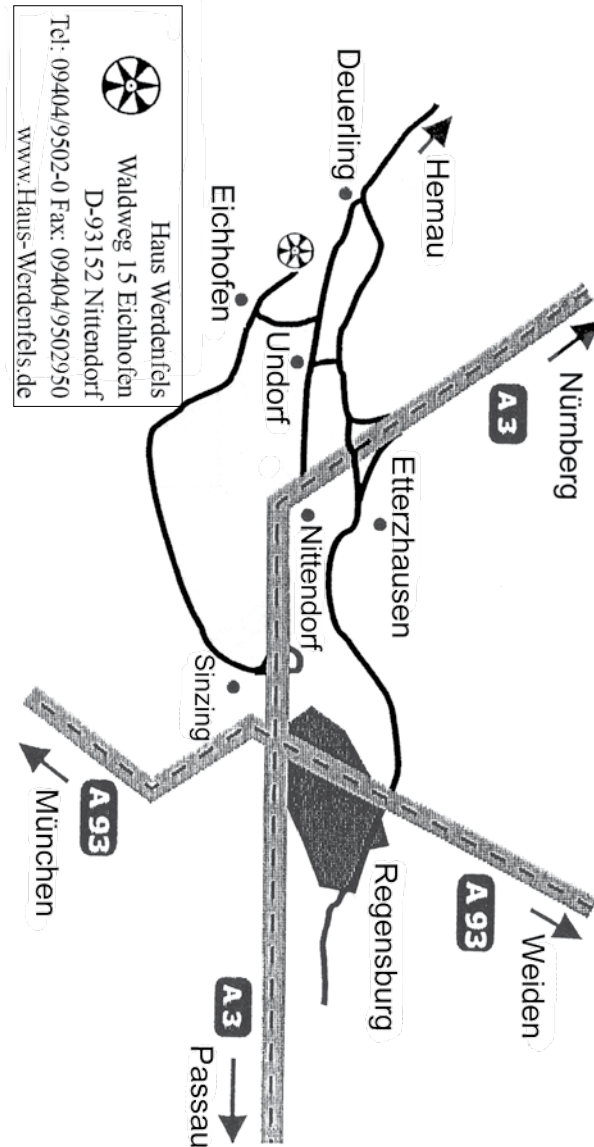 Hemau
Deuerling
Nürnberg
A 3
Eichhofen
Undorf
Etterzhausen
Nittendorf
Sinzing
Regensburg
A 93
Weiden
A 93
München
A 3
Passau
Haus Werdenfels
Waldweg 15 Eichhofen
D-93152 Nittendorf
Tel: 09404/9502-0 Fax: 09404/9502950
www.Haus-Werdenfels.de